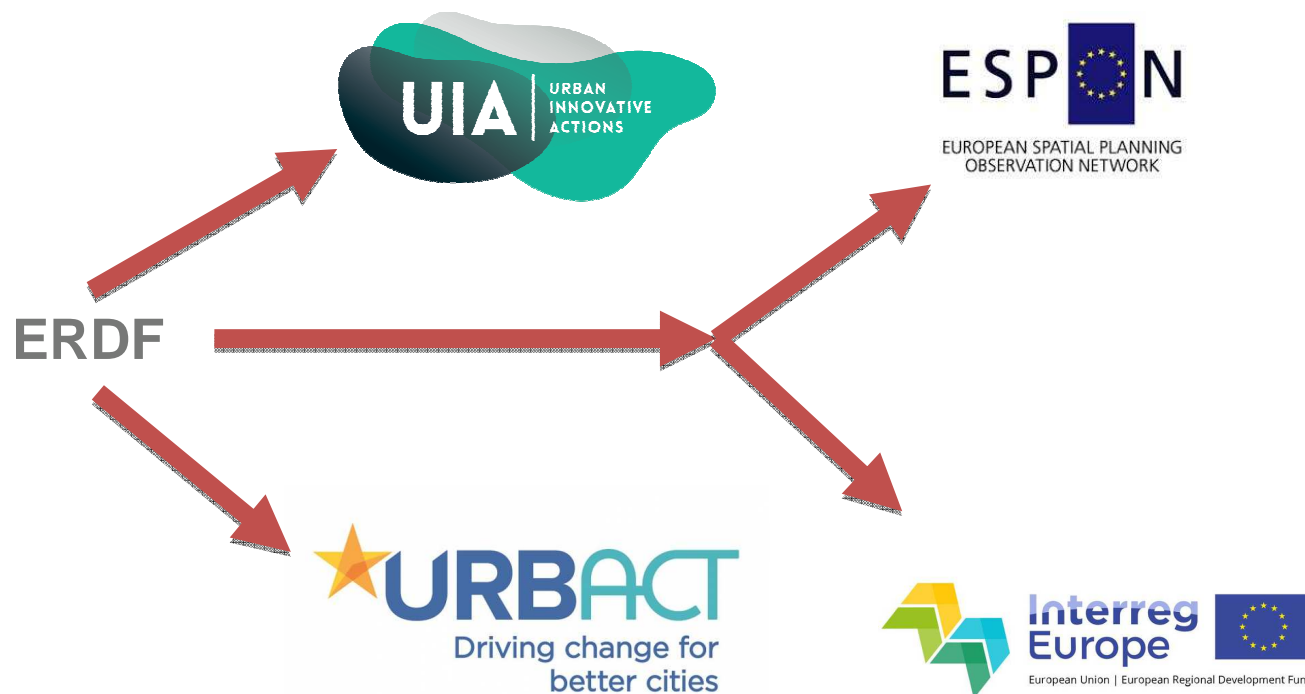 UIA
URBAN
INNOVATIVE
ACTIONS
ESPON
EUROPEAN SPATIAL PLANNING
OBSERVATION NETWORK
ERDF
URBACT
Driving change for
better cities
Interreg
Europe
European Union | European Regional Development